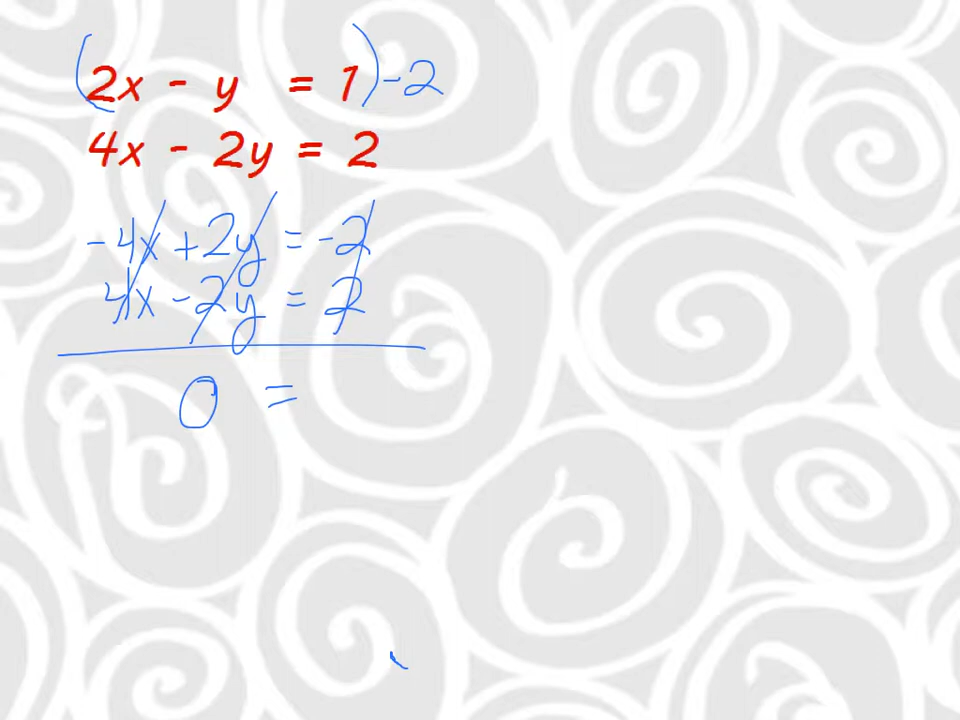 (2x - y = 1) -2
4x - 2y = 2
-4x + 2y = -2
4x - 2y = 2
0 =